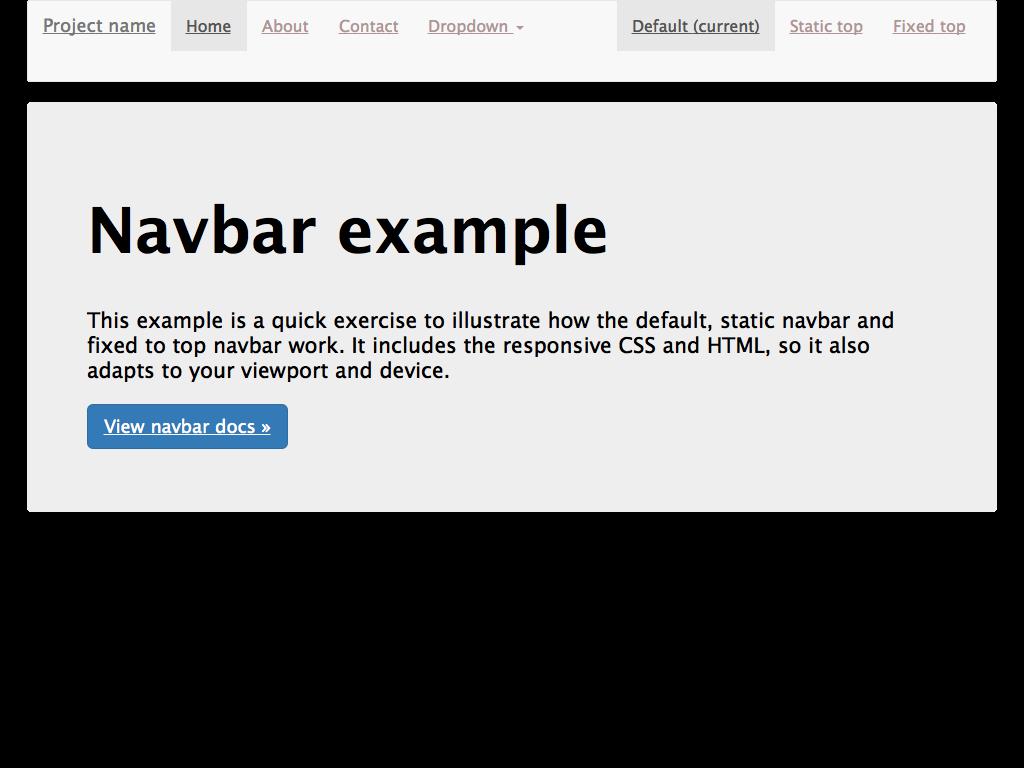 Project name Home About Contact Dropdown Default (current) Static top Fixed top
Navbar example
This example is a quick exercise to illustrate how the default, static navbar and
fixed to top navbar work. It includes the responsive CSS and HTML, so it also
adapts to your viewport and device.
View navbar docs »